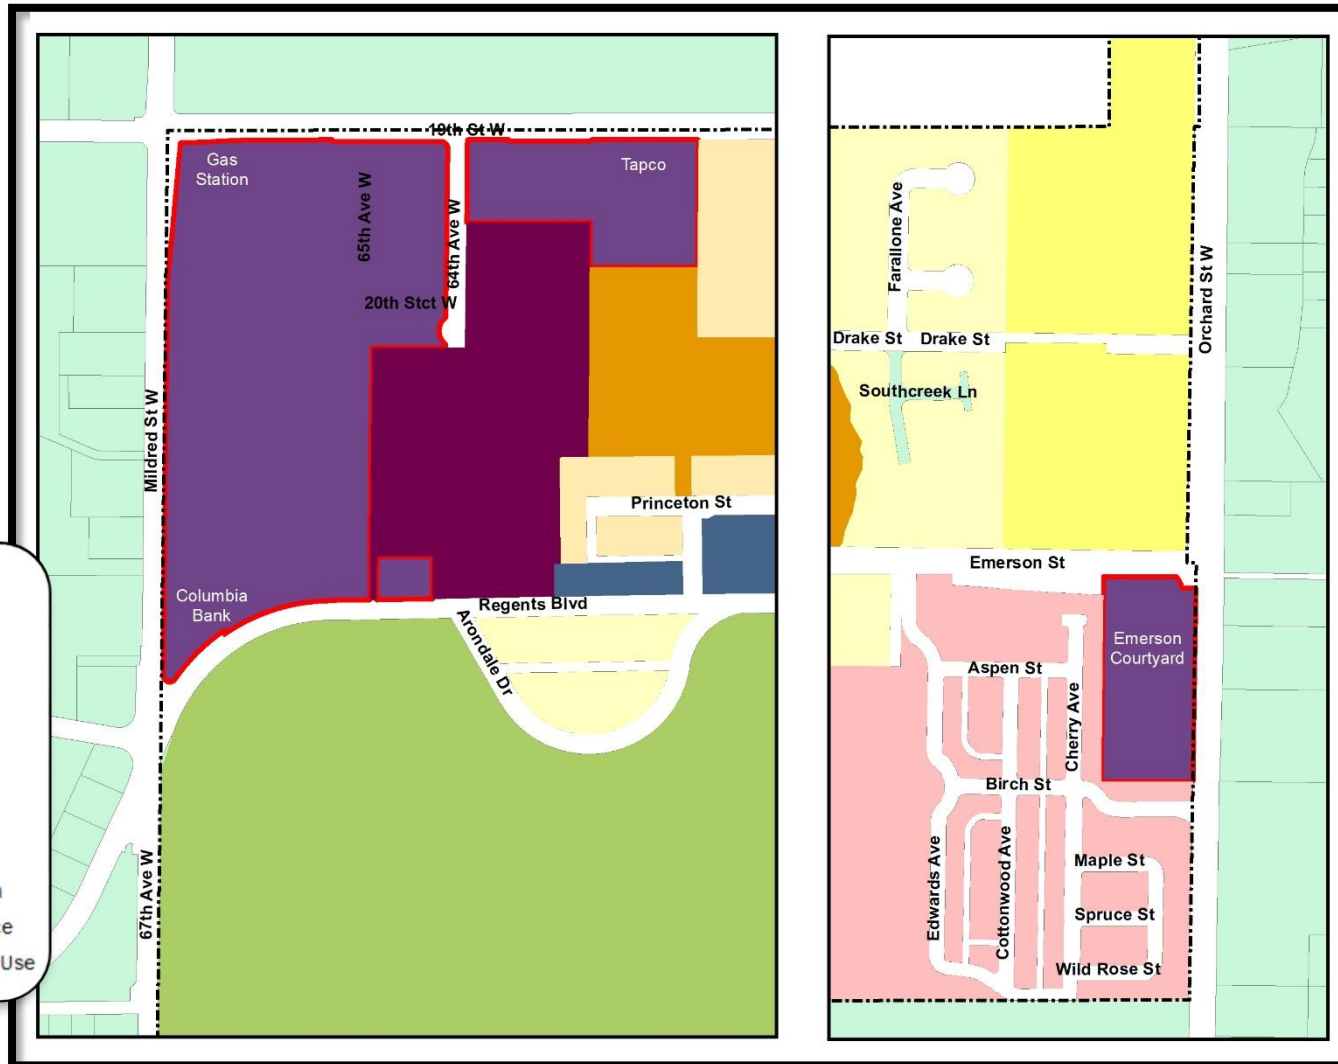 19th St W
Gas
Station
Tapco
65th Ave W
64th Ave W
20th Stct W
Mildred St W
Princeton St
Columbia
Bank
Regents Blvd
Arondale Dr
67th Ave W
Use
Farallone Ave
Orchard St W
Drake St
Drake St
Southcreek Ln
Emerson St
Emerson
Courtyard
Aspen St
Cherry Ave
Birch St
Edwards Ave
Cottonwood Ave
Maple St
Spruce St
Wild Rose St